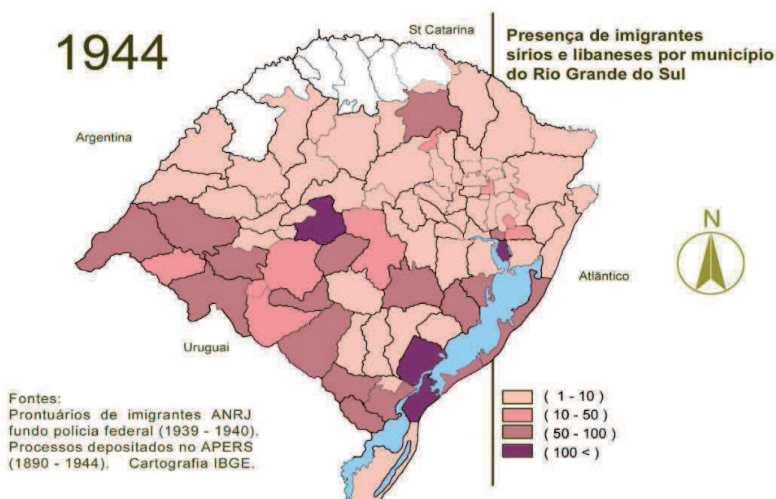 1944
St Catarina
Presença de imigrantes
sírios e libaneses por município
do Rio Grande do Sul
Argentina
N
Atlântico
Uruguai
Fontes:
Prontuários de imigrantes ANRJ
fundo policia federal (1939 - 1940).
Processos depositados no APERS
(1890 - 1944). Cartografia IBGE.
( 1 - 10 )
( 10 - 50 )
( 50 - 100 )
( 100 < )